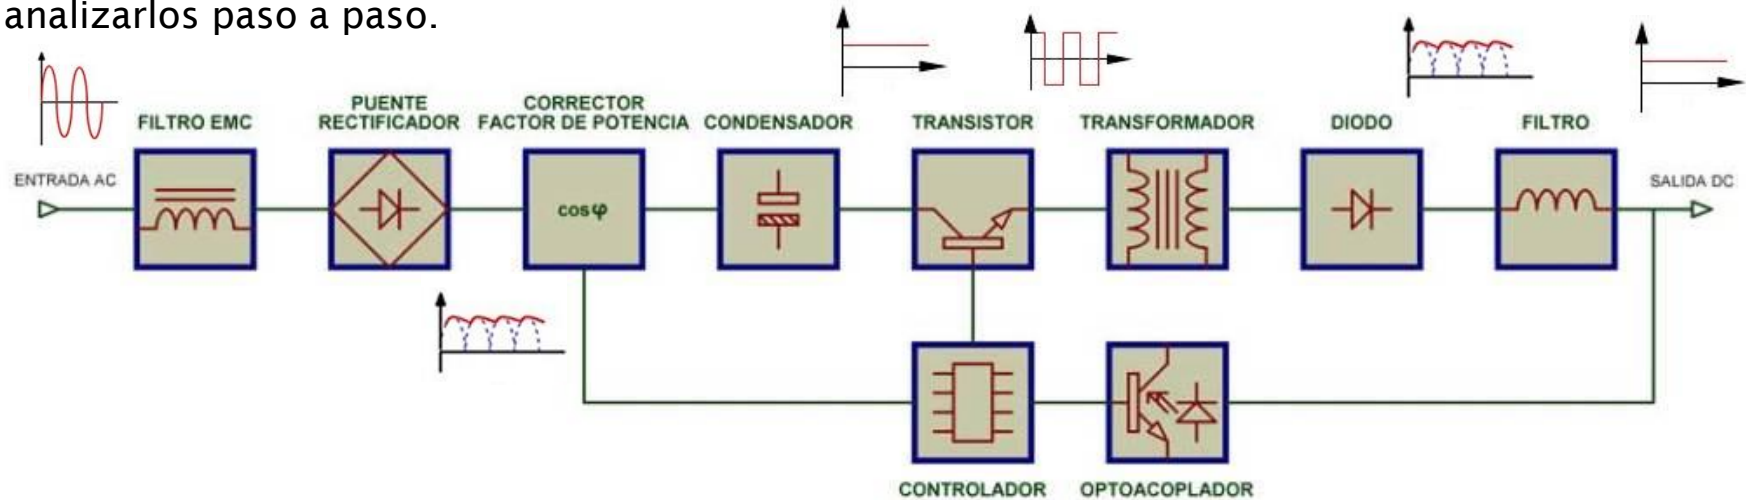 analizarlos paso a paso.
ENTRADA AC
FILTRO EMC
PUENTE
RECTIFICADOR
CORRECTOR
FACTOR DE POTENCIA
cosφ
CONDENSADOR
TRANSISTOR
TRANSFORMADOR
DIODO
FILTRO
SALIDA DC
CONTROLADOR
OPTOACOPLADOR